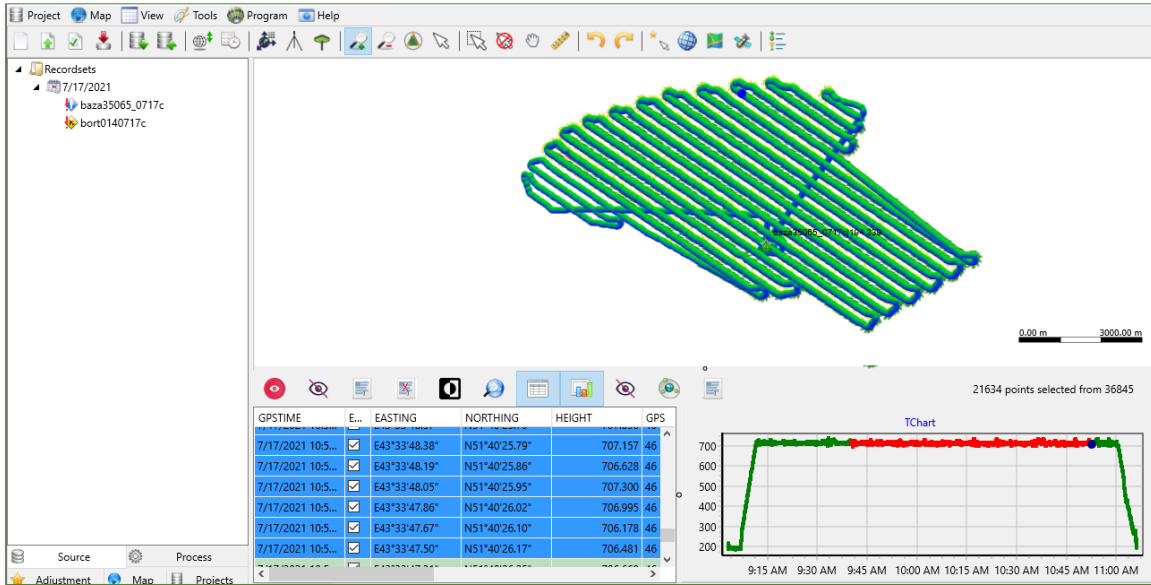 Project Map View Tools Program Help
Recordsets
7/17/2021
baza35065_0717c
bort0140717c
baza35065_0717c|194.339
0.00 m 3000.00 m
21634 points selected from 36845
GPSTIME E... EASTING NORTHING HEIGHT GPS
7/17/2021 10:5... E43°33'48.38" N51°40'25.79" 707.157 46
7/17/2021 10:5... E43°33'48.19" N51°40'25.86" 706.628 46
7/17/2021 10:5... E43°33'48.05" N51°40'25.95" 707.300 46
7/17/2021 10:5... E43°33'47.86" N51°40'26.02" 706.995 46
7/17/2021 10:5... E43°33'47.67" N51°40'26.10" 706.178 46
7/17/2021 10:5... E43°33'47.50" N51°40'26.17" 706.481 46
TChart
700
600
500
400
300
200
9:15 AM 9:30 AM 9:45 AM 10:00 AM 10:15 AM 10:30 AM 10:45 AM 11:00 AM
Source Process
Adjustment Map Projects